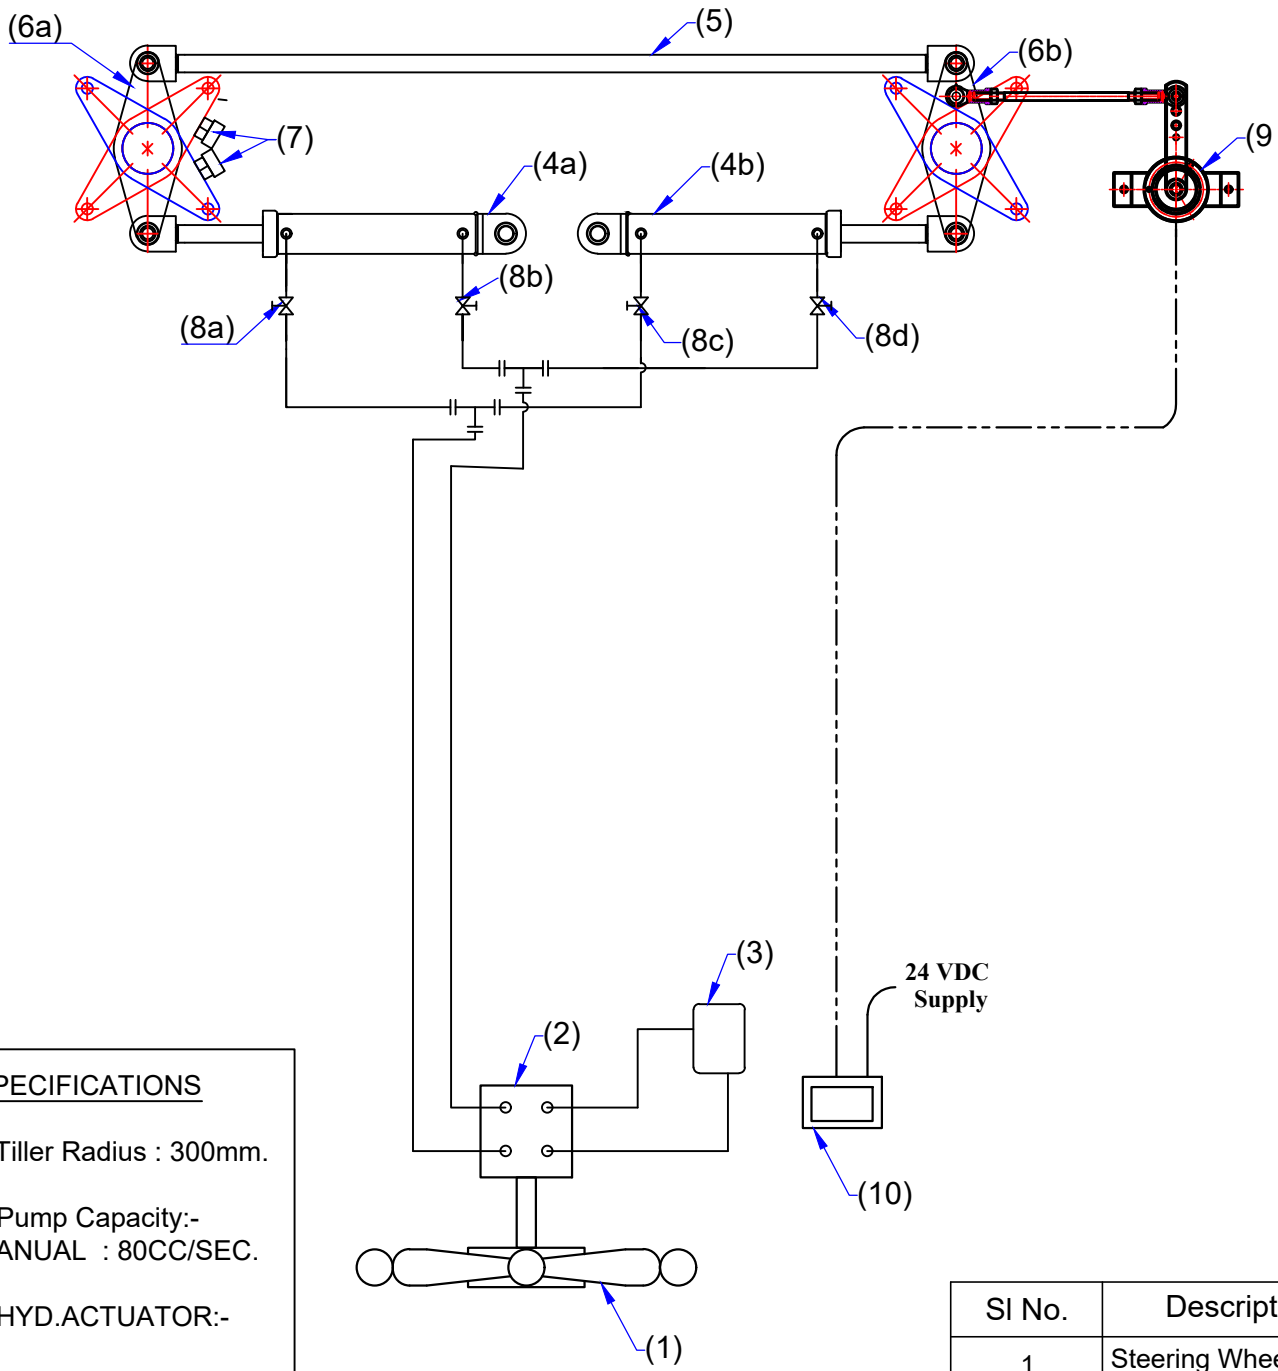 (6a)
(5)
(6b)
(7)
(9
(4a)
(4b)
(8b)
(8a)
(8c)
(8d)
24 VDC
Supply
(3)
(2)
(10)
(1)
PECIFICATIONS
Tiller Radius : 300mm.
Pump Capacity:-
ANUAL : 80CC/SEC.
HYD.ACTUATOR:-
Sl No.
Descript
1
Steering Whee